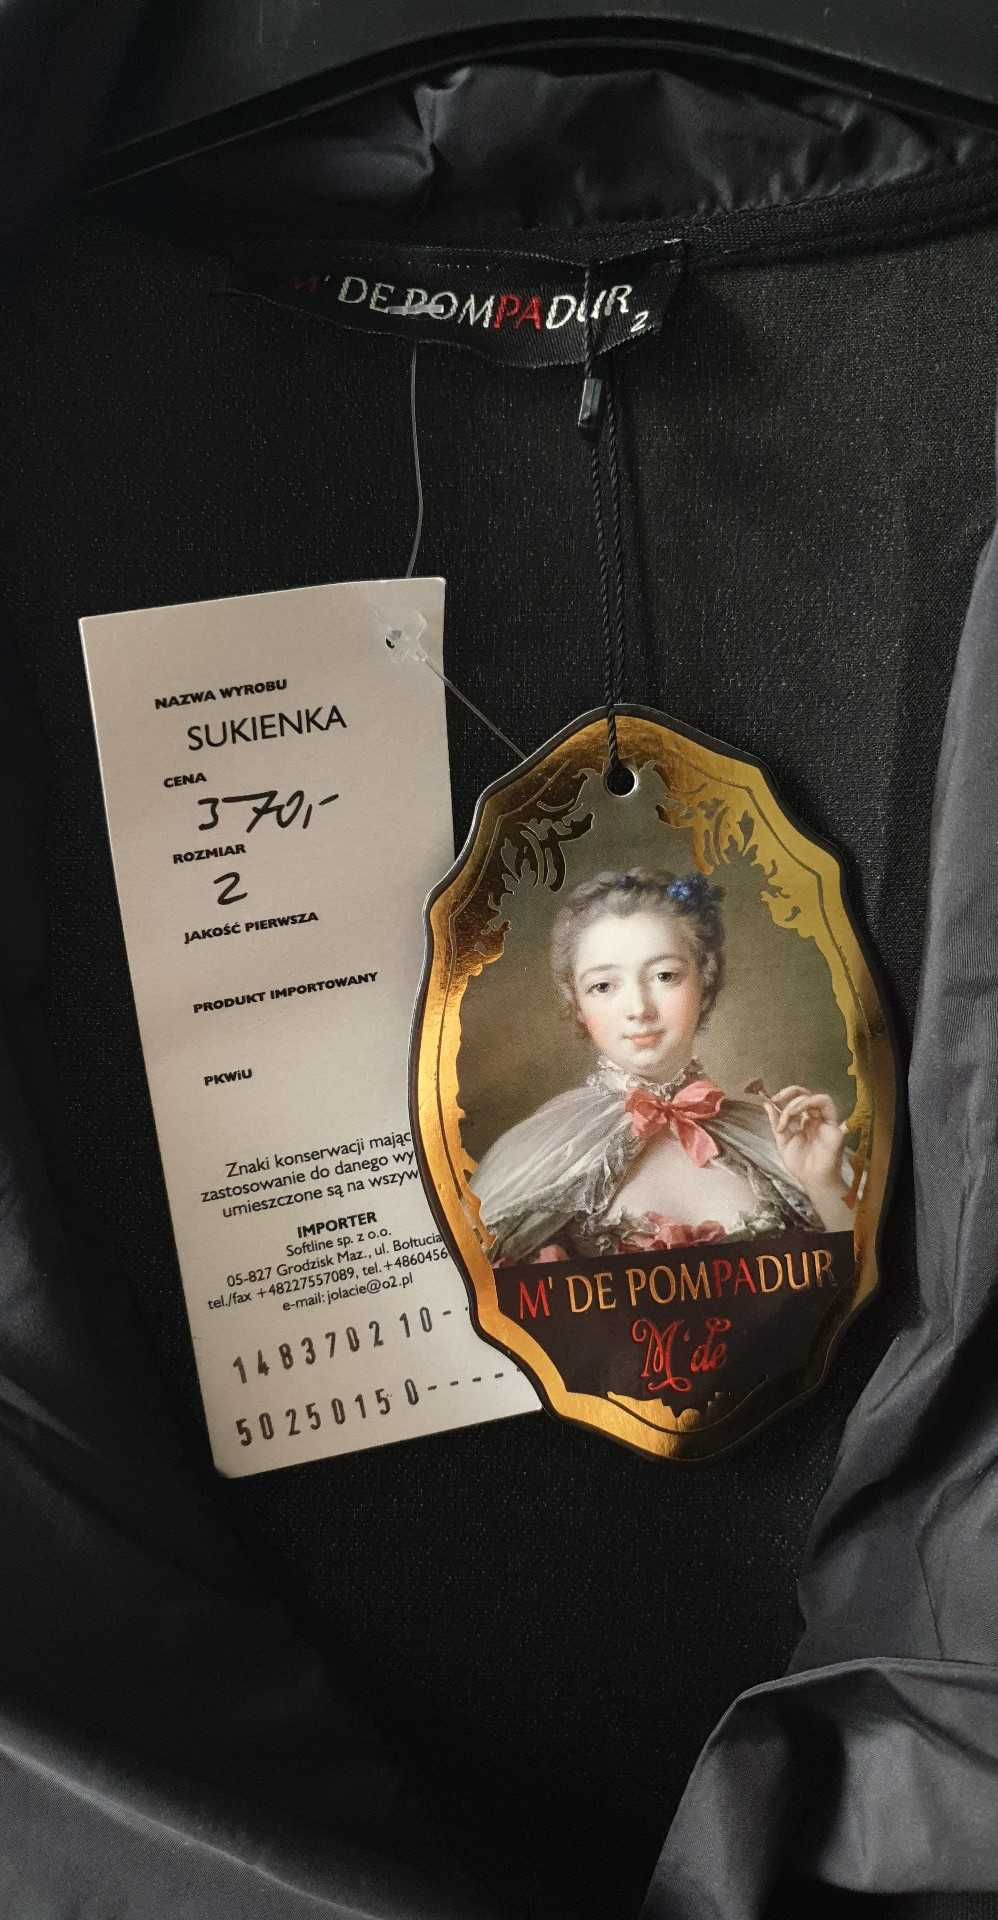 M' DE POMPADUR
2
NAZWA WYROBU
SUKIENKA
CENA
370,-
ROZMIAR
2
JAKOŚĆ PIERWSZA
PRODUKT IMPORTOWANY
PKWiU
Znaki konserwacji mając
zastosowanie do danego wy
umieszczone są na wszyw
IMPORTER
Softline sp. z o.o.
05-827 Grodzisk Maz., ul. Bołtucia
tel./fax +48227557089, tel.+4860456
e-mail: jolacie@o2.pl
148370210--
50250150----
M' DE POMPADUR
M'de